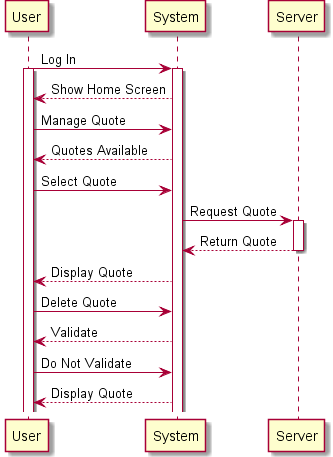 User System Server
Log In
Show Home Screen
Manage Quote
Quotes Available
Select Quote
Request Quote
Return Quote
Display Quote
Delete Quote
Validate
Do Not Validate
Display Quote
User System Server